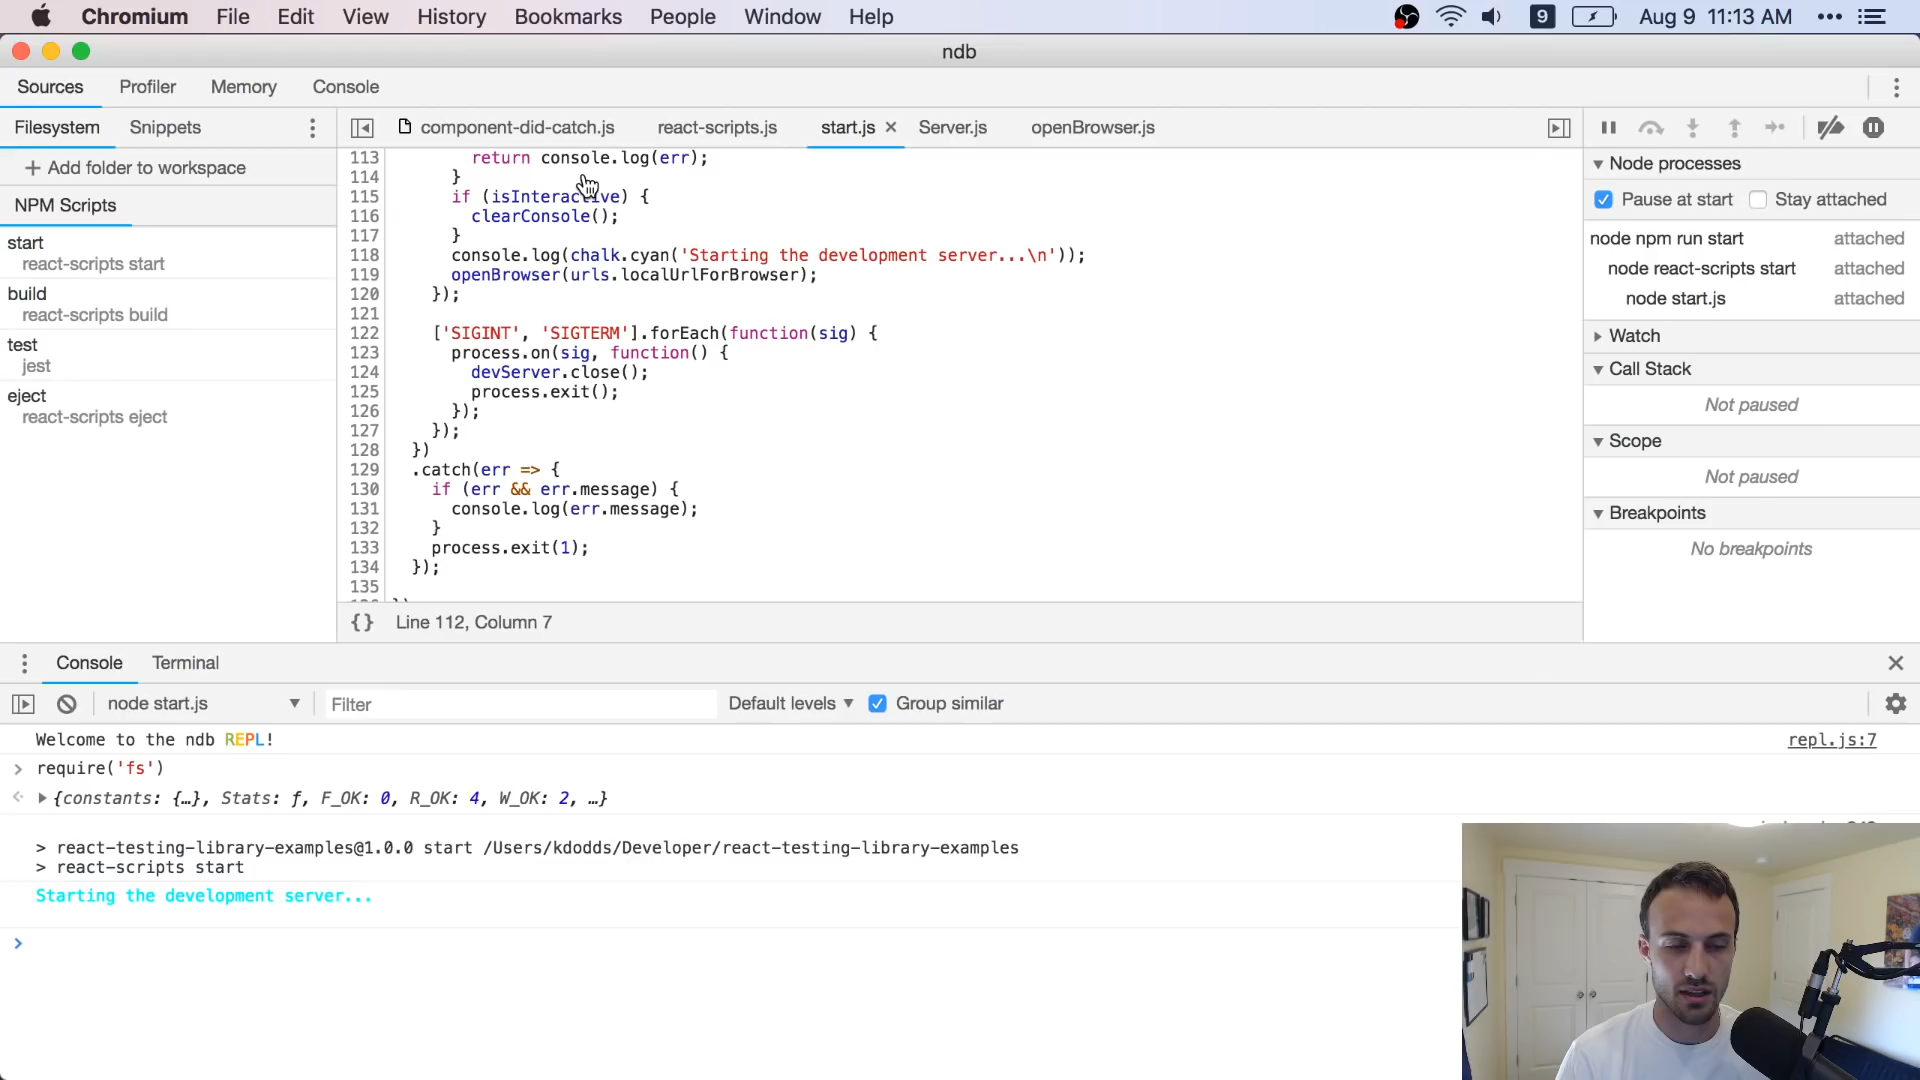 Chromium File Edit View History Bookmarks People Window Help 9 Aug 9 11:13 AM
ndb
Sources Profiler Memory Console
Filesystem Snippets
component-did-catch.js react-scripts.js start.js Server.js openBrowser.js
+ Add folder to workspace
NPM Scripts
start
react-scripts start
build
react-scripts build
test
jest
eject
react-scripts eject
113 return console.log(err);
114 }
115 if (isInteractive) {
116 clearConsole();
117 }
118 console.log(chalk.cyan('Starting the development server...\n'));
119 openBrowser(urls.localUrlForBrowser);
120 });
121
122 ['SIGINT', 'SIGTERM'].forEach(function(sig) {
123 process.on(sig, function() {
124 devServer.close();
125 process.exit();
126 });
127 });
128 })
129 .catch(err => {
130 if (err && err.message) {
131 console.log(err.message);
132 }
133 process.exit(1);
134 });
135
{} Line 112, Column 7
Node processes
Pause at start Stay attached
node npm run start attached
node react-scripts start attached
node start.js attached
Watch
Call Stack
Not paused
Scope
Not paused
Breakpoints
No breakpoints
Console Terminal
node start.js Filter Default levels Group similar
Welcome to the ndb REPL! repl.js:7
> require('fs')
{constants: {…}, Stats: ƒ, F_OK: 0, R_OK: 4, W_OK: 2, …}
> react-testing-library-examples@1.0.0 start /Users/kdodds/Developer/react-testing-library-examples
> react-scripts start
Starting the development server...
>